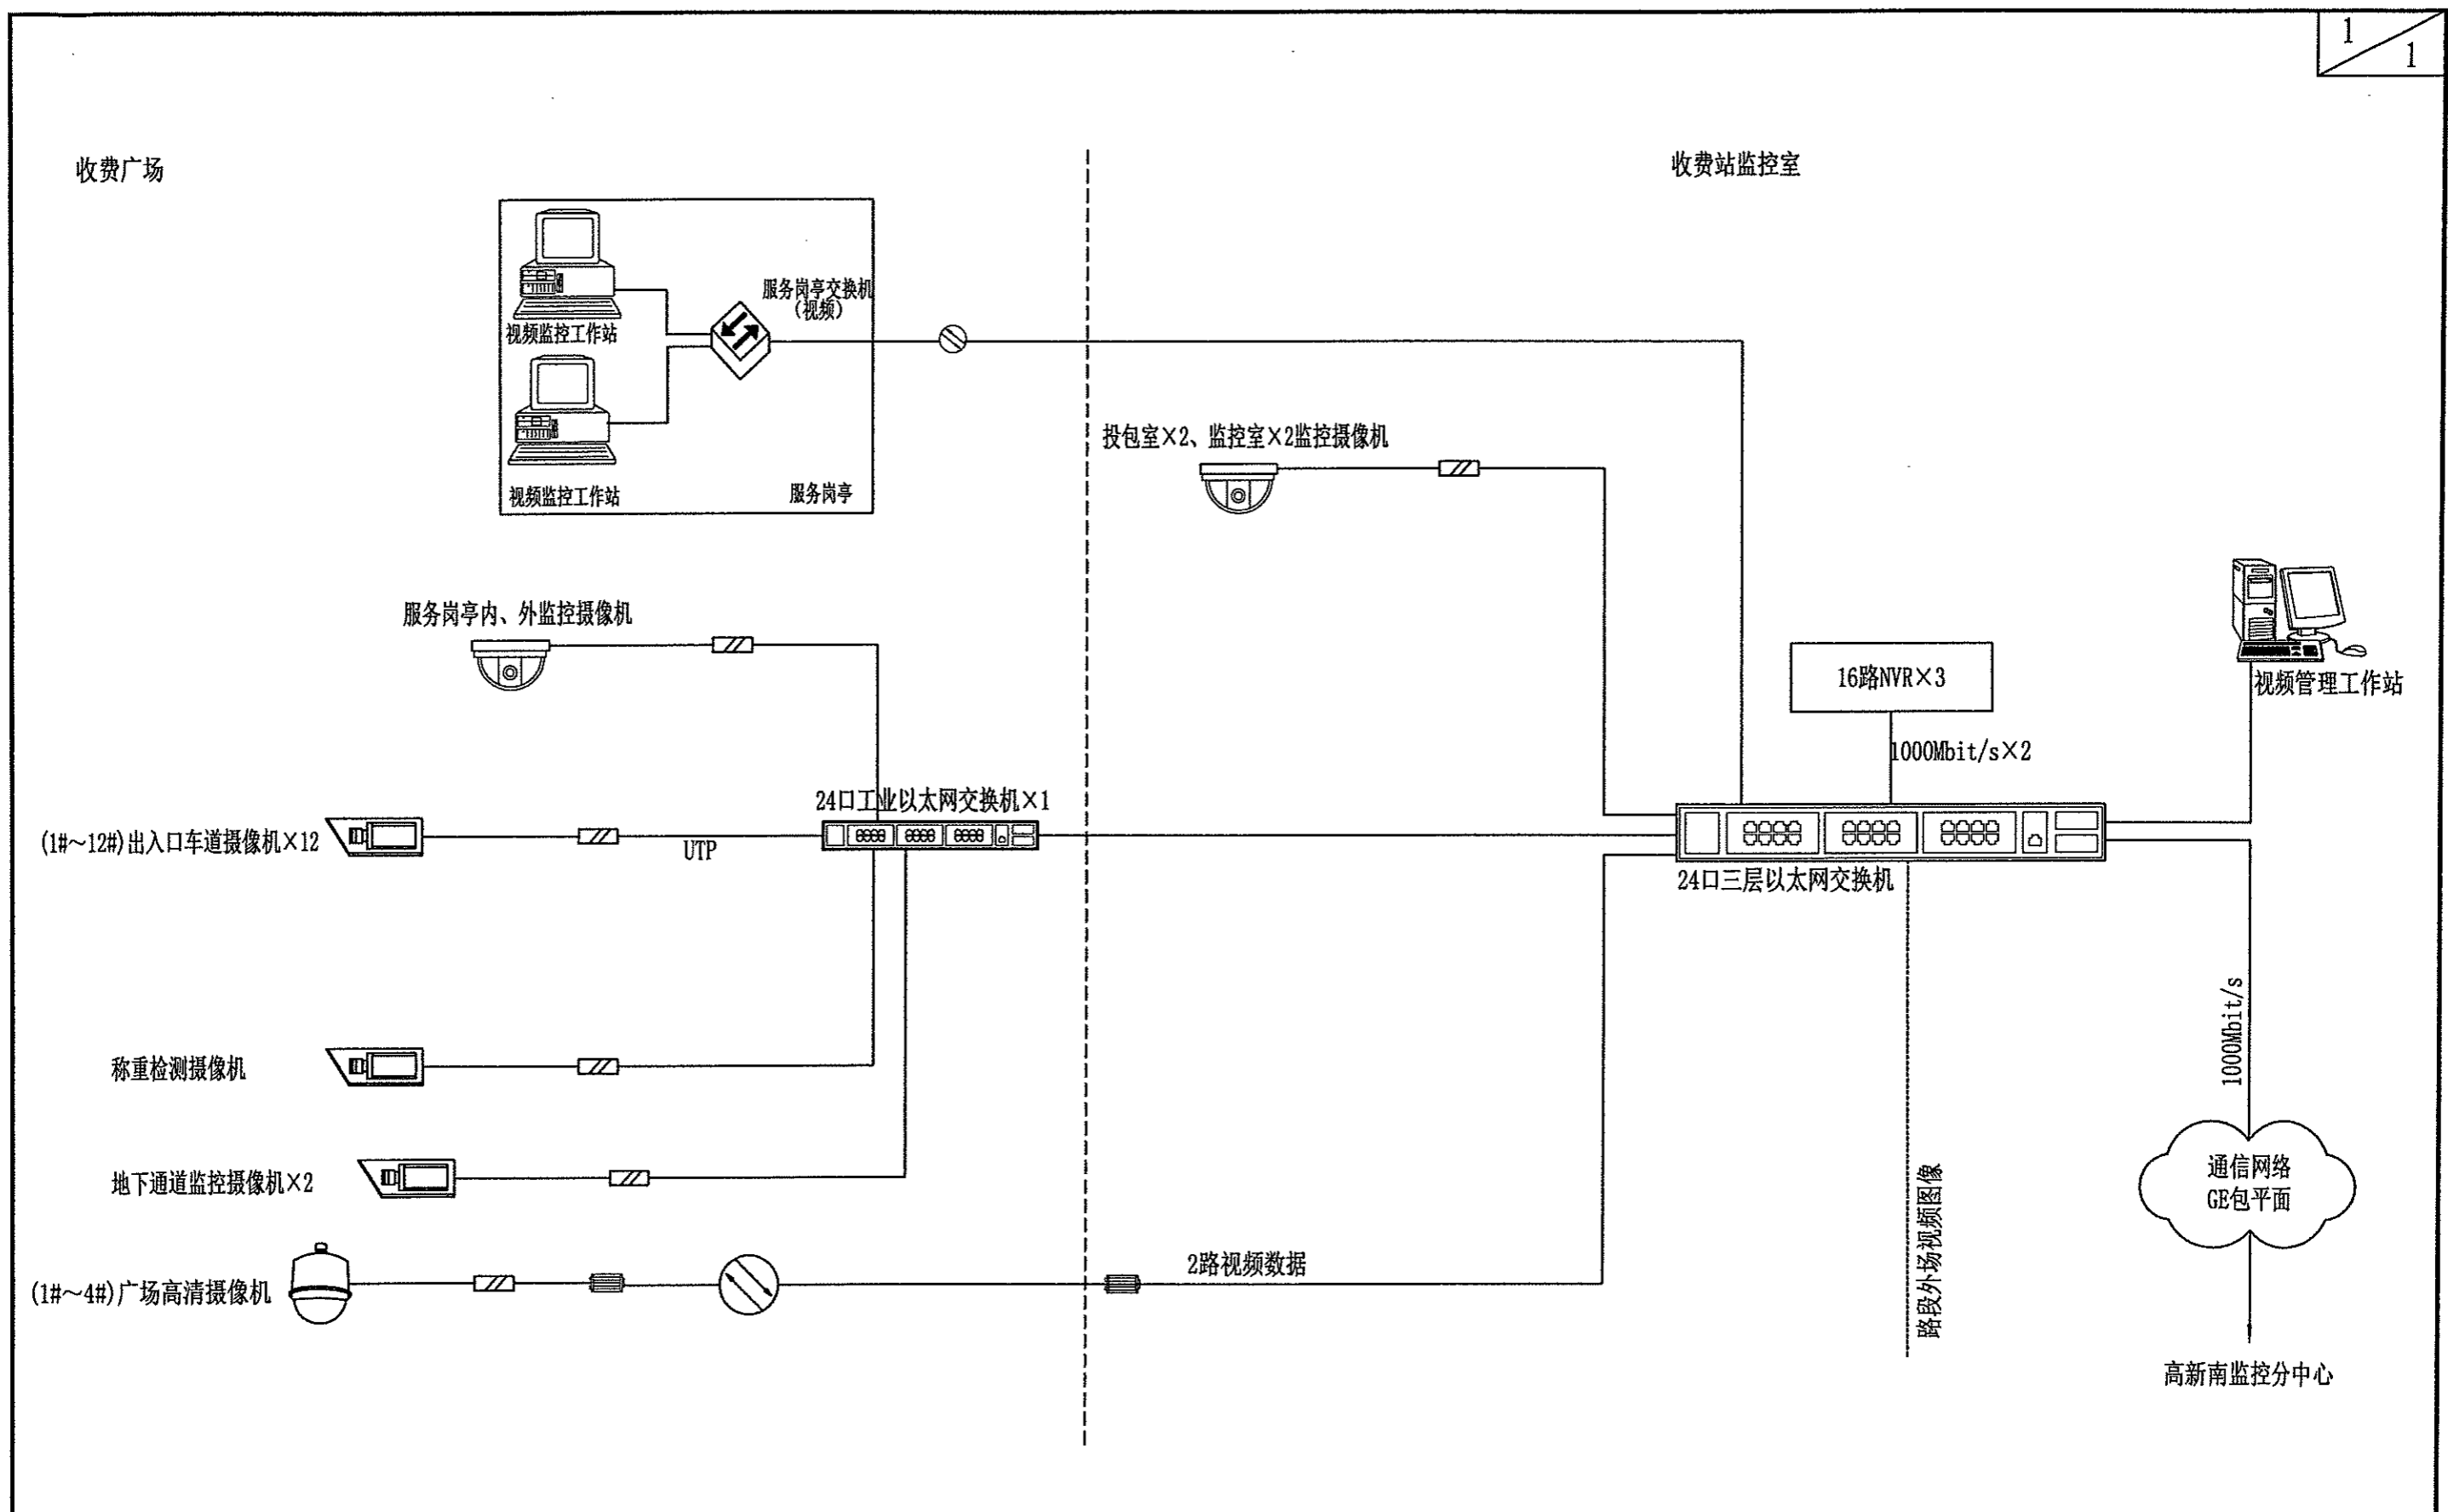 1
1
收费广场
收费站监控室
服务岗亭交换机
(视频)
视频监控工作站
视频监控工作站
服务岗亭
投包室×2、监控室×2监控摄像机
服务岗亭内、外监控摄像机
16路NVR×3
视频管理工作站
1000Mbit/s×2
24口工业以太网交换机×1
(1#～12#)出入口车道摄像机×12
UTP
24口三层以太网交换机
1000Mbit/s
称重检测摄像机
地下通道监控摄像机×2
通信网络
GE包平面
路段外场视频图像
2路视频数据
(1#～4#)广场高清摄像机
高新南监控分中心